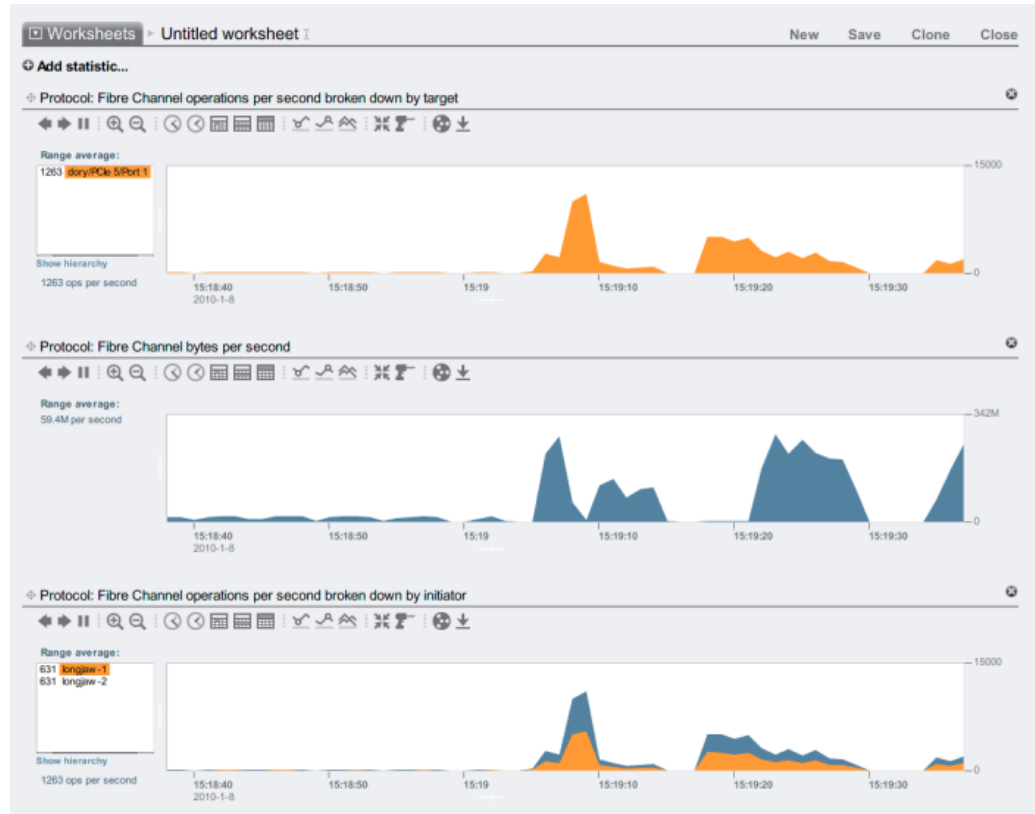 Worksheets Untitled worksheet New Save Clone Close
Add statistic...
Protocol: Fibre Channel operations per second broken down by target
Range average:
1263 dory/PCIe 5/Port 1
15000
0
Show hierarchy
1263 ops per second
15:18:40 15:18:50 15:19 15:19:10 15:19:20 15:19:30
2010-1-8
Protocol: Fibre Channel bytes per second
Range average:
59.4M per second
342M
0
15:18:40 15:18:50 15:19 15:19:10 15:19:20 15:19:30
2010-1-8
Protocol: Fibre Channel operations per second broken down by initiator
Range average:
631 longjaw-1
631 longjaw-2
15000
0
Show hierarchy
1263 ops per second
15:18:40 15:18:50 15:19 15:19:10 15:19:20 15:19:30
2010-1-8